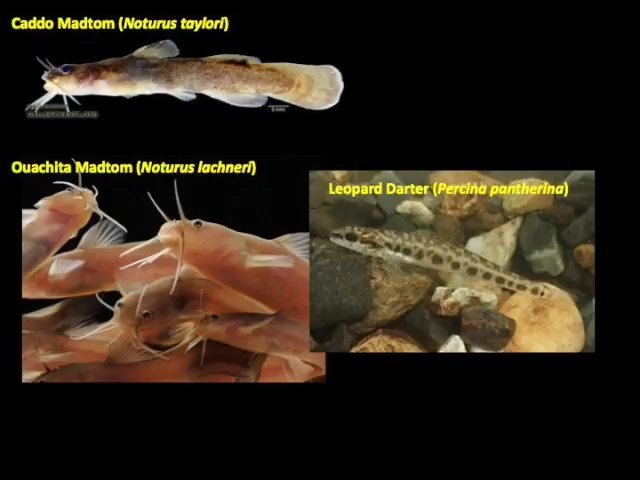 Caddo Madtom (Noturus taylori)
Ouachita Madtom (Noturus lachneri)
Leopard Darter (Percina pantherina)